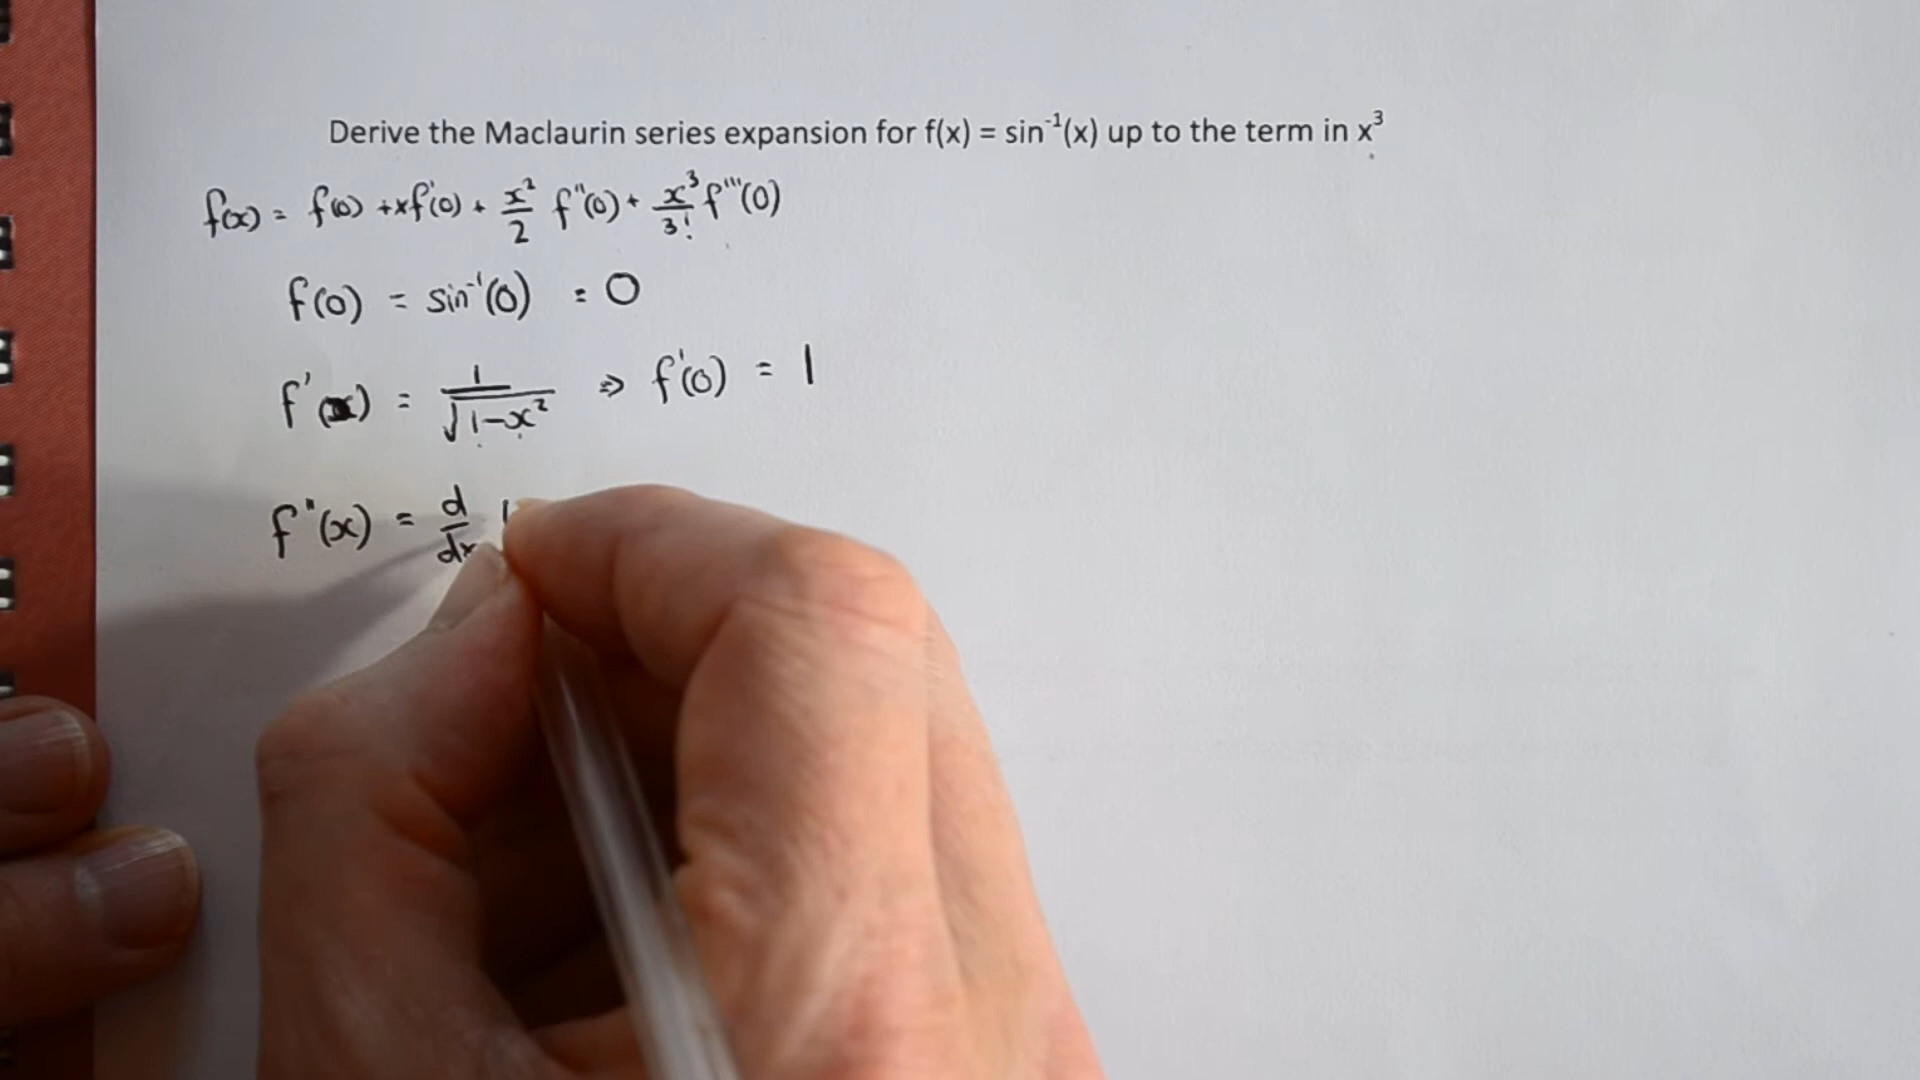 Derive the Maclaurin series expansion for f(x) = sin⁻¹(x) up to the term in x³
f(x) = f(0) + xf'(0) + x²/2 f''(0) + x³/3! f'''(0)
f(0) = sin⁻¹(0) = 0
f'(x) = 1/√(1-x²) ⇒ f'(0) = 1
f''(x) = d/dx